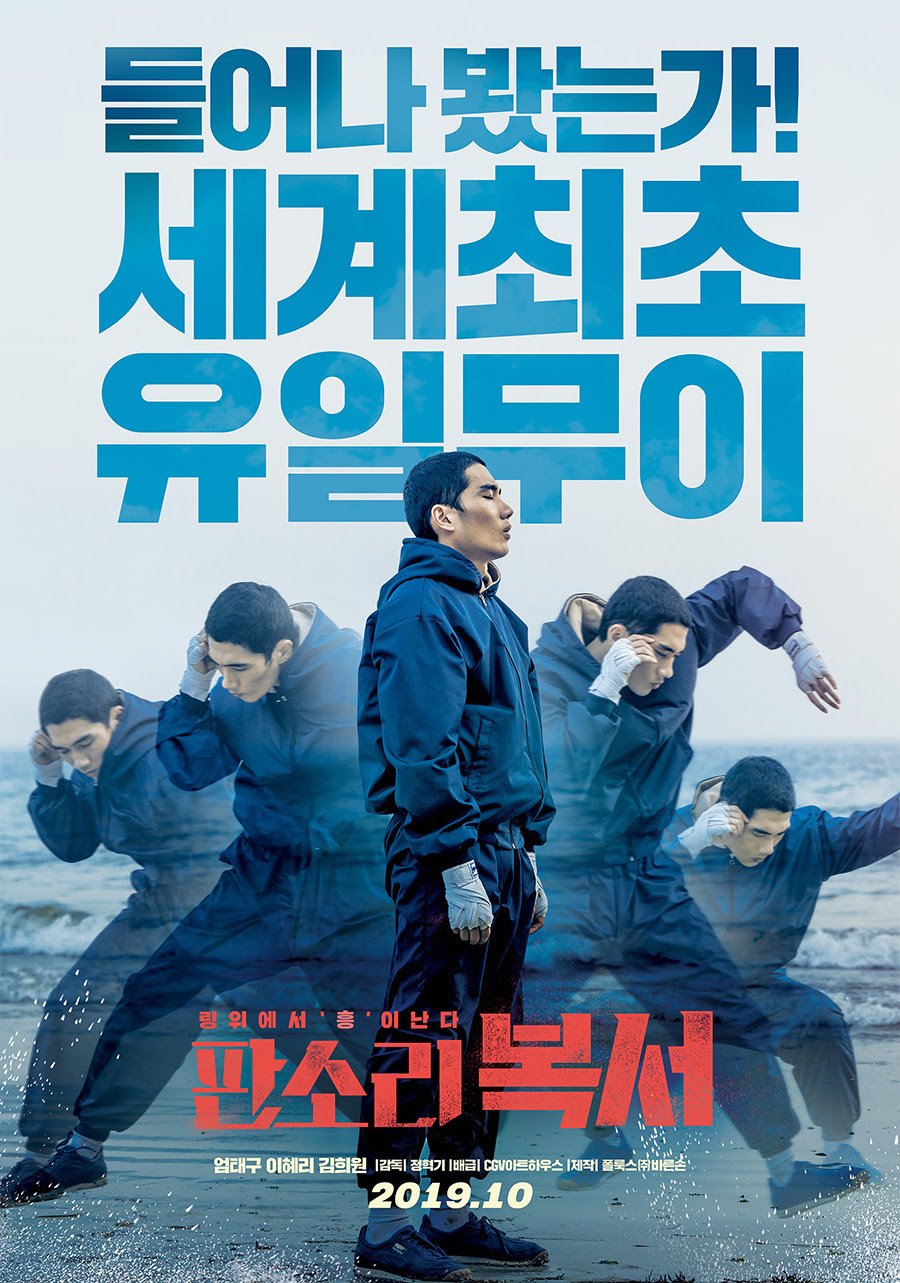 들어나 봤는가!
세계최초
유일무이
링위에서 '흥'이난다
판소리복서
엄태구 이혜리 김희원 |감독| 정혁기 |배급| CGV아트하우스 |제작| 폴룩스㈜바른손
2019.10